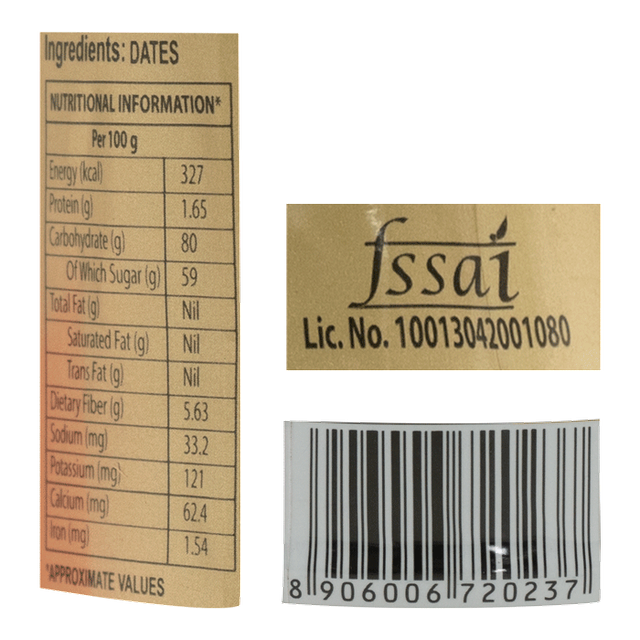 Ingredients: DATES
NUTRITIONAL INFORMATION*
Per 100 g
Energy (kcal) 327
Protein (g) 1.65
Carbohydrate (g) 80
Of Which Sugar (g) 59
Total Fat (g) Nil
Saturated Fat (g) Nil
Trans Fat (g) Nil
Dietary Fiber (g) 5.63
Sodium (mg) 33.2
Potassium (mg) 121
Calcium (mg) 62.4
Iron (mg) 1.54
*APPROXIMATE VALUES
fssai
Lic. No. 10013042001080
8 906006 720237